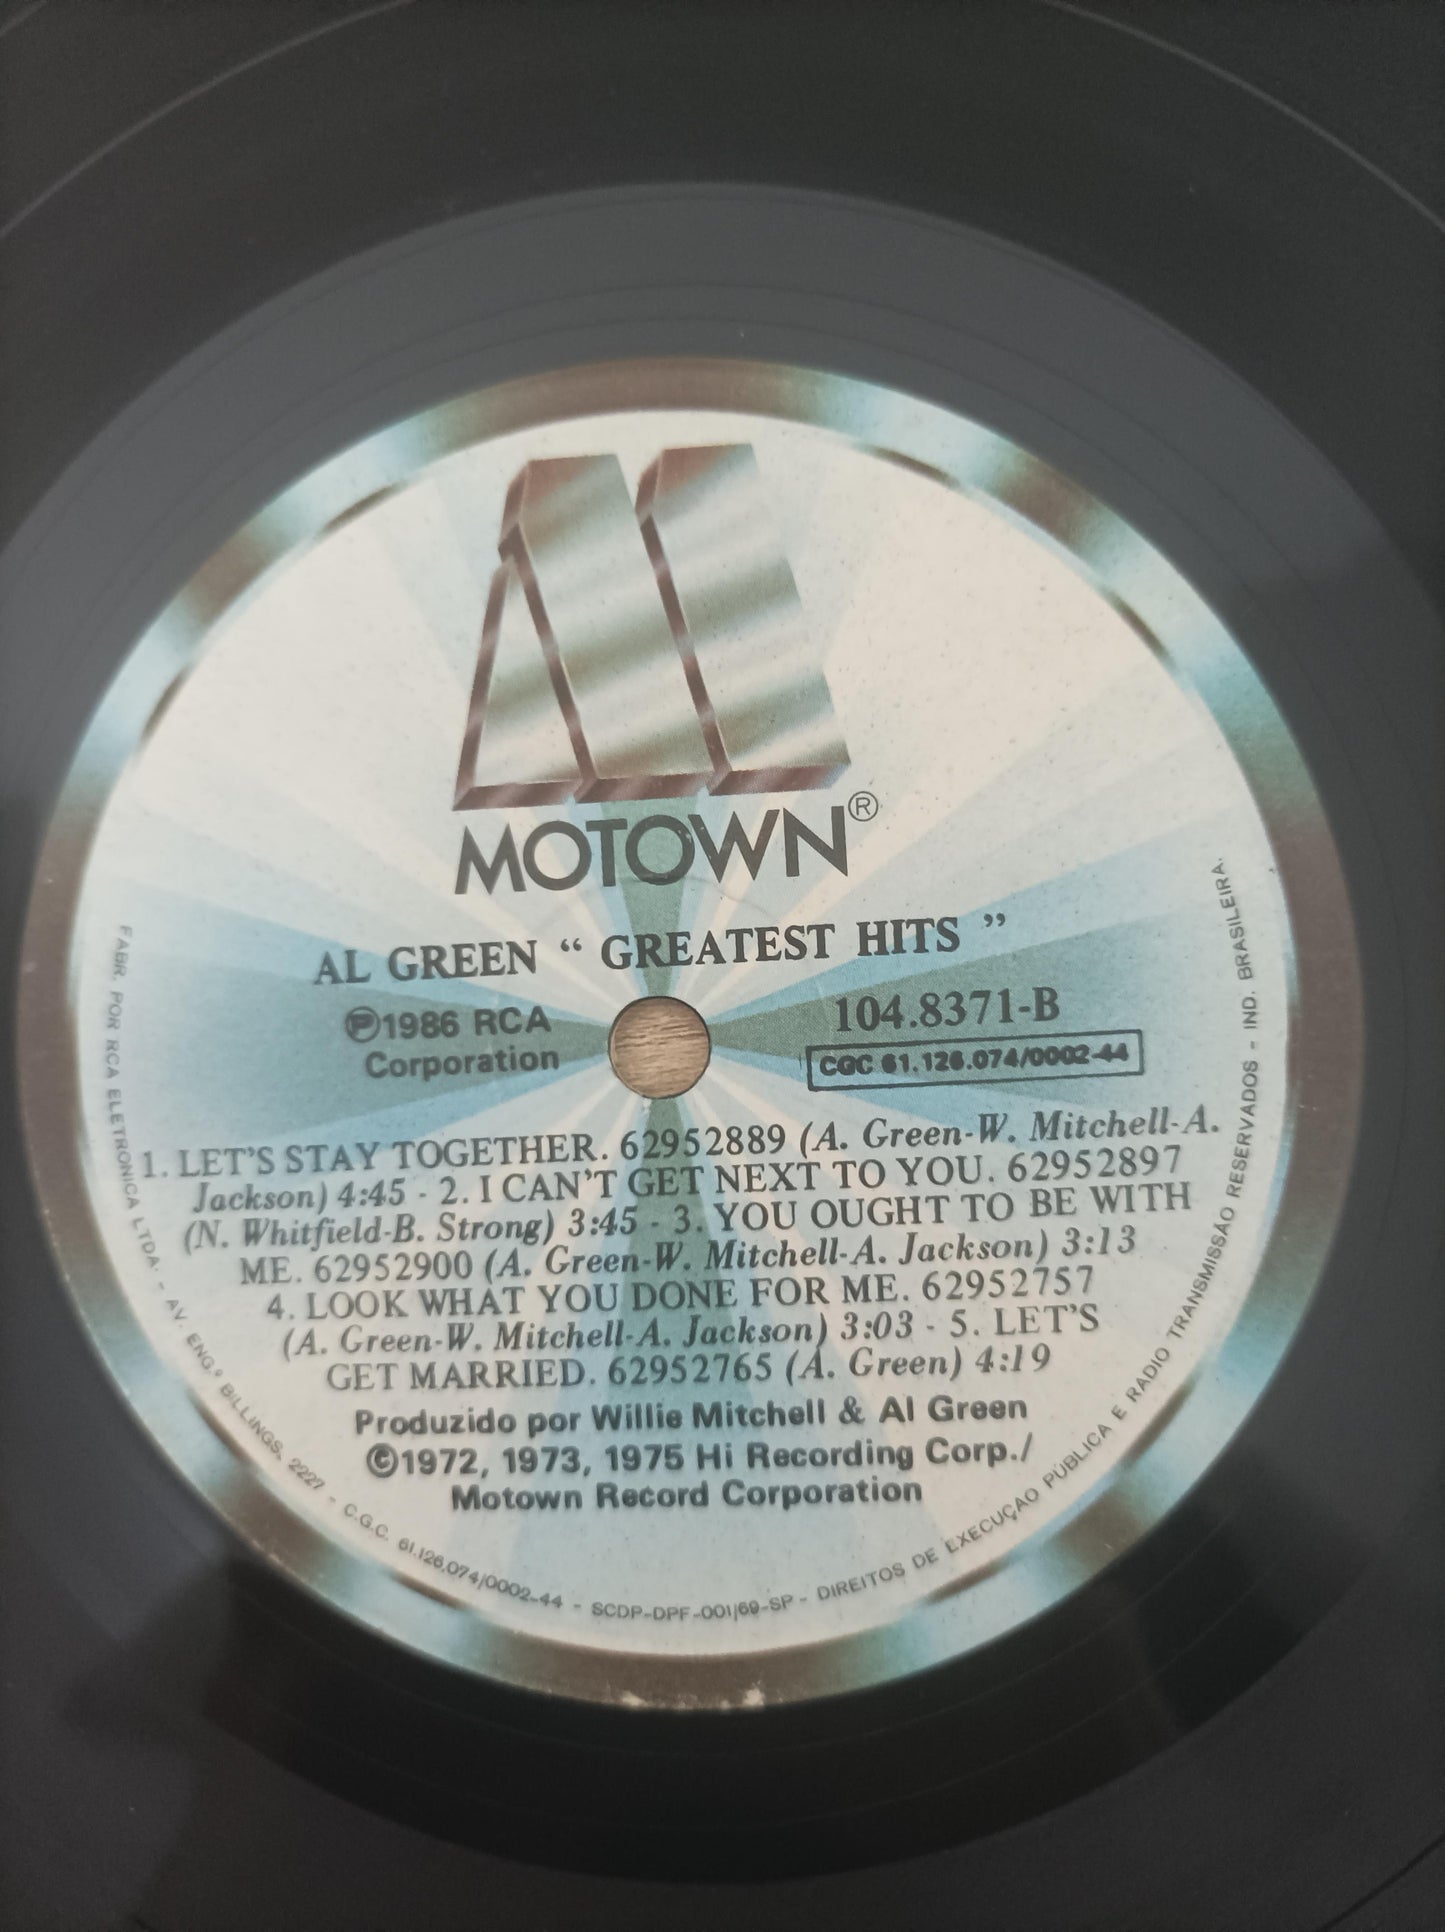 MOTOWN®
AL GREEN “ GREATEST HITS ”
℗1986 RCA
Corporation
104.8371-B
CGC 61.126.074/0002-44
1. LET'S STAY TOGETHER. 62952889 (A. Green-W. Mitchell-A.
Jackson) 4:45 - 2. I CAN'T GET NEXT TO YOU. 62952897
(N. Whitfield-B. Strong) 3:45 - 3. YOU OUGHT TO BE WITH
ME. 62952900 (A. Green-W. Mitchell-A. Jackson) 3:13
4. LOOK WHAT YOU DONE FOR ME. 62952757
(A. Green-W. Mitchell-A. Jackson) 3:03 - 5. LET'S
GET MARRIED. 62952765 (A. Green) 4:19
Produzido por Willie Mitchell & Al Green
©1972, 1973, 1975 Hi Recording Corp./
Motown Record Corporation
FABR. POR RCA ELETRONICA LTDA. - AV. ENG.º BILLINGS, 2227 - C.G.C. 61.126.074/0002-44 - SCDP-DPF-001/69-SP - DIREITOS DE EXECUÇAO PÚBLICA E RADIO TRANSMISSÃO RESERVADOS - IND. BRASILEIRA.